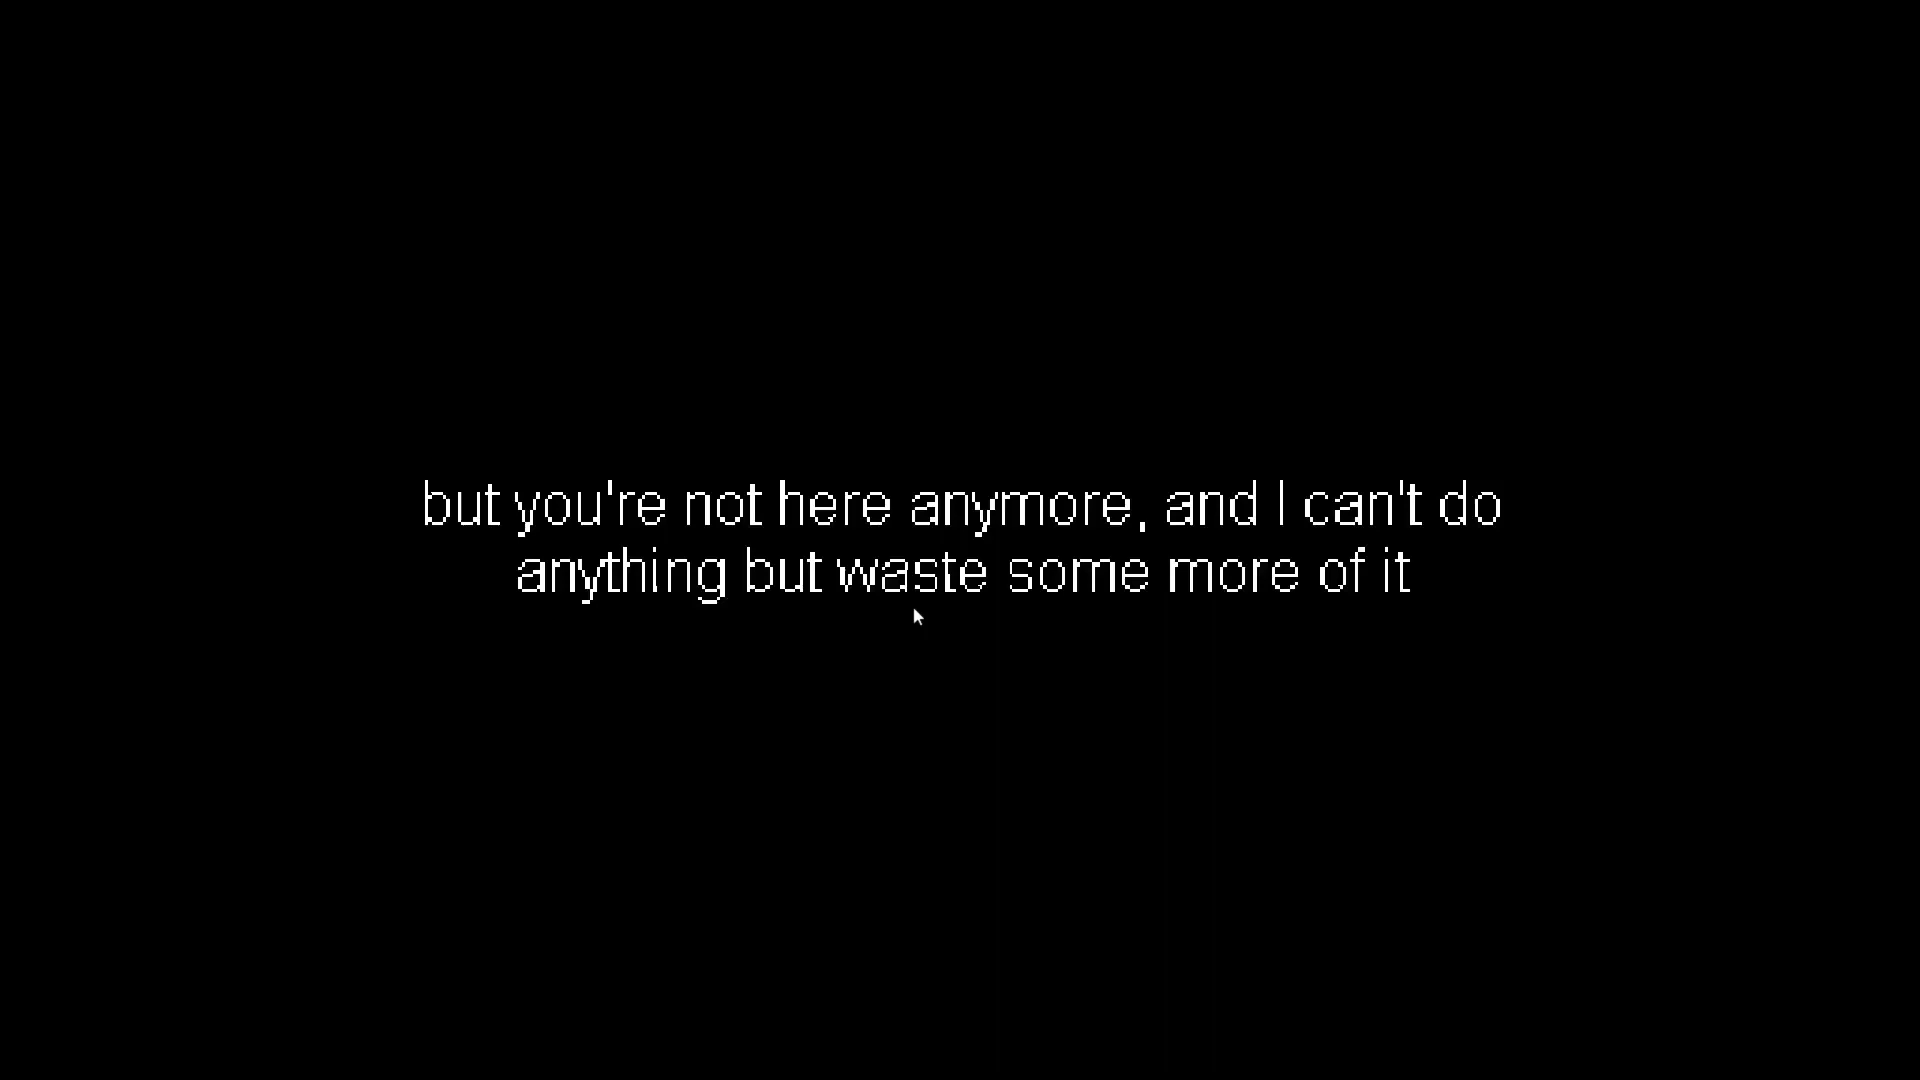 but you're not here anymore, and I can't do
anything but waste some more of it